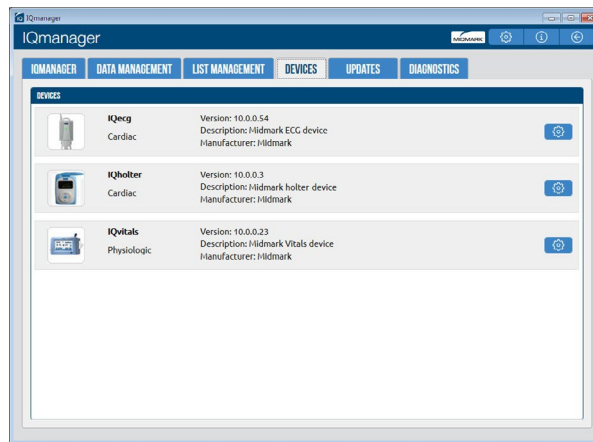 IQmanager
IQmanager
MIDMARK
IQMANAGER DATA MANAGEMENT LIST MANAGEMENT DEVICES UPDATES DIAGNOSTICS
DEVICES
IQecg
Cardiac
Version: 10.0.0.54
Description: Midmark ECG device
Manufacturer: Midmark
IQholter
Cardiac
Version: 10.0.0.3
Description: Midmark holter device
Manufacturer: Midmark
IQvitals
Physiologic
Version: 10.0.0.23
Description: Midmark Vitals device
Manufacturer: Midmark